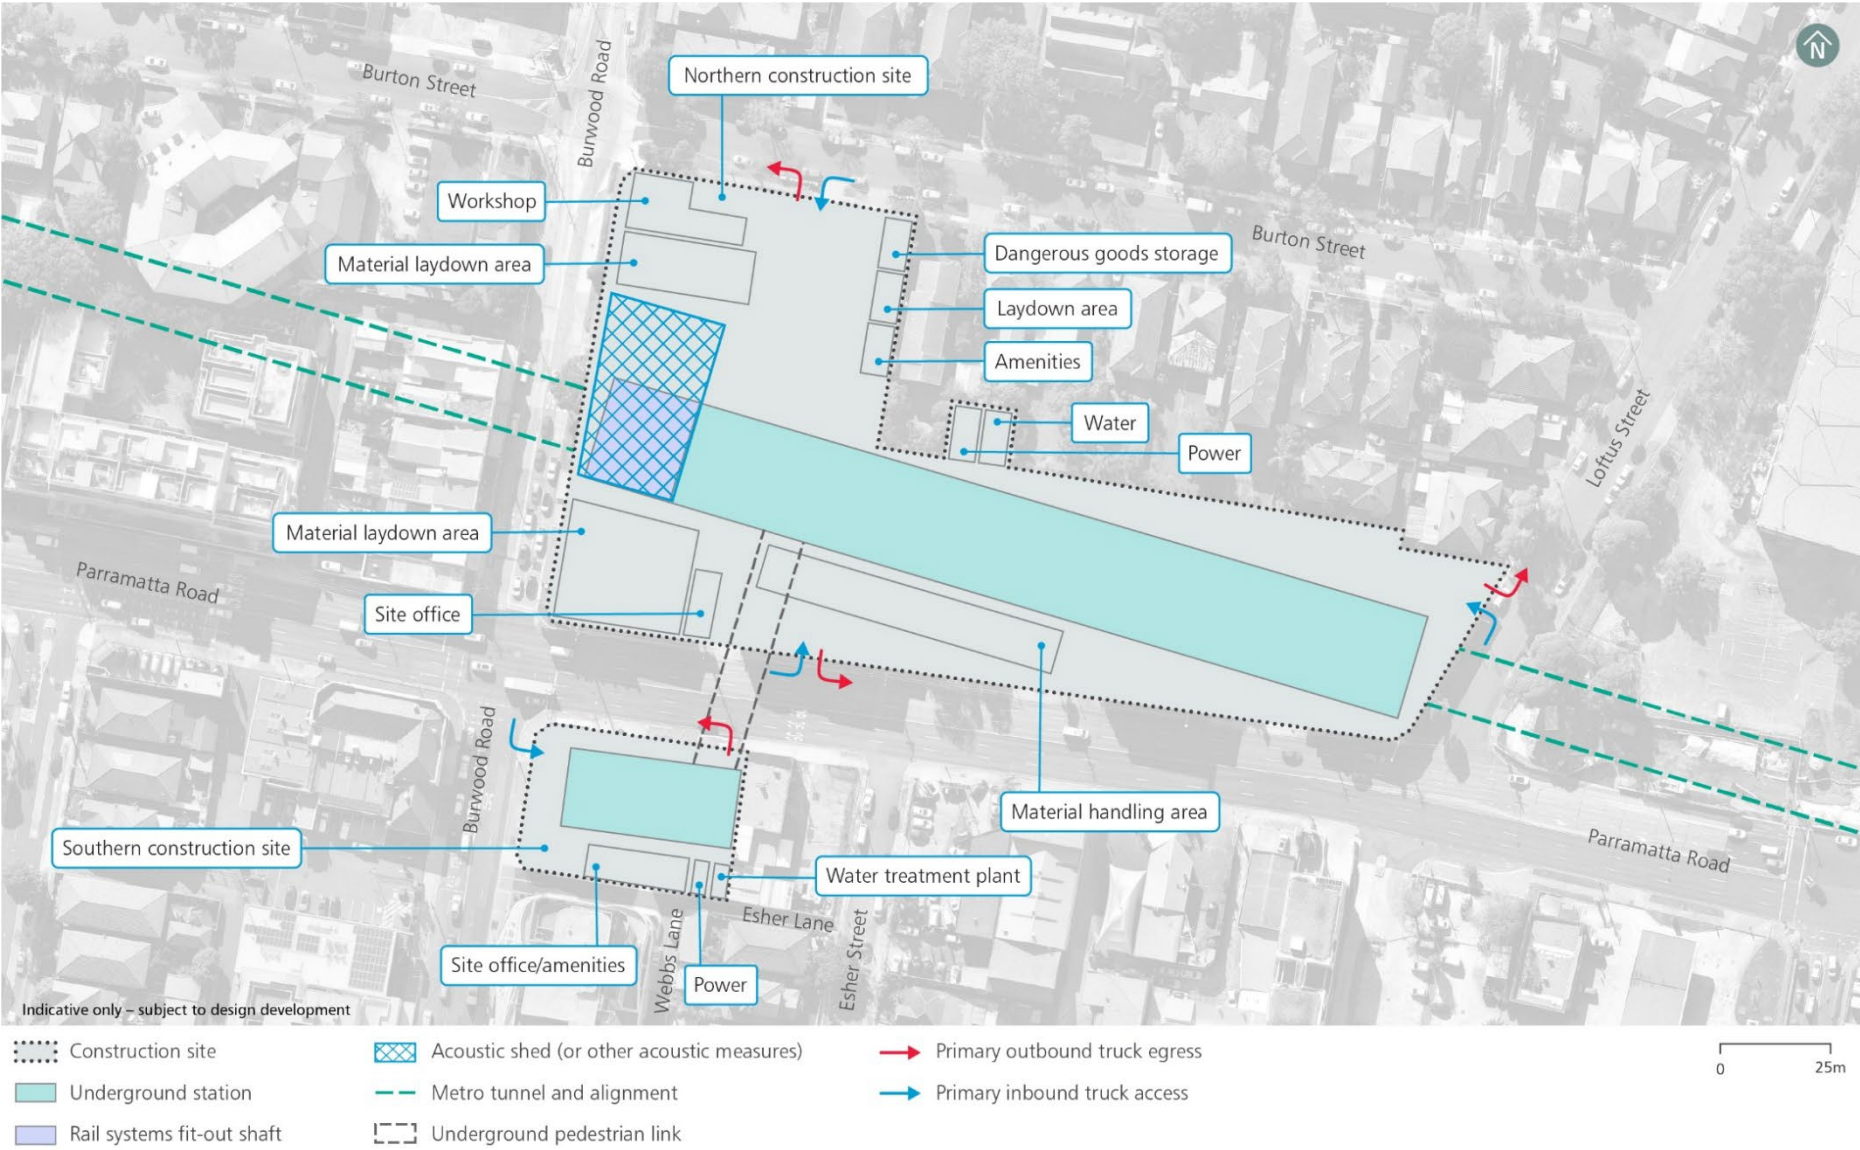 N
Burton Street
Burwood Road
Northern construction site
Workshop
Material laydown area
Dangerous goods storage
Burton Street
Laydown area
Amenities
Water
Power
Loftus Street
Material laydown area
Parramatta Road
Site office
Burwood Road
Material handling area
Southern construction site
Parramatta Road
Water treatment plant
Esher Lane
Webbs Lane
Esher Street
Site office/amenities
Power
Indicative only – subject to design development
Construction site
Acoustic shed (or other acoustic measures)
Primary outbound truck egress
0
25m
Underground station
Metro tunnel and alignment
Primary inbound truck access
Rail systems fit-out shaft
Underground pedestrian link